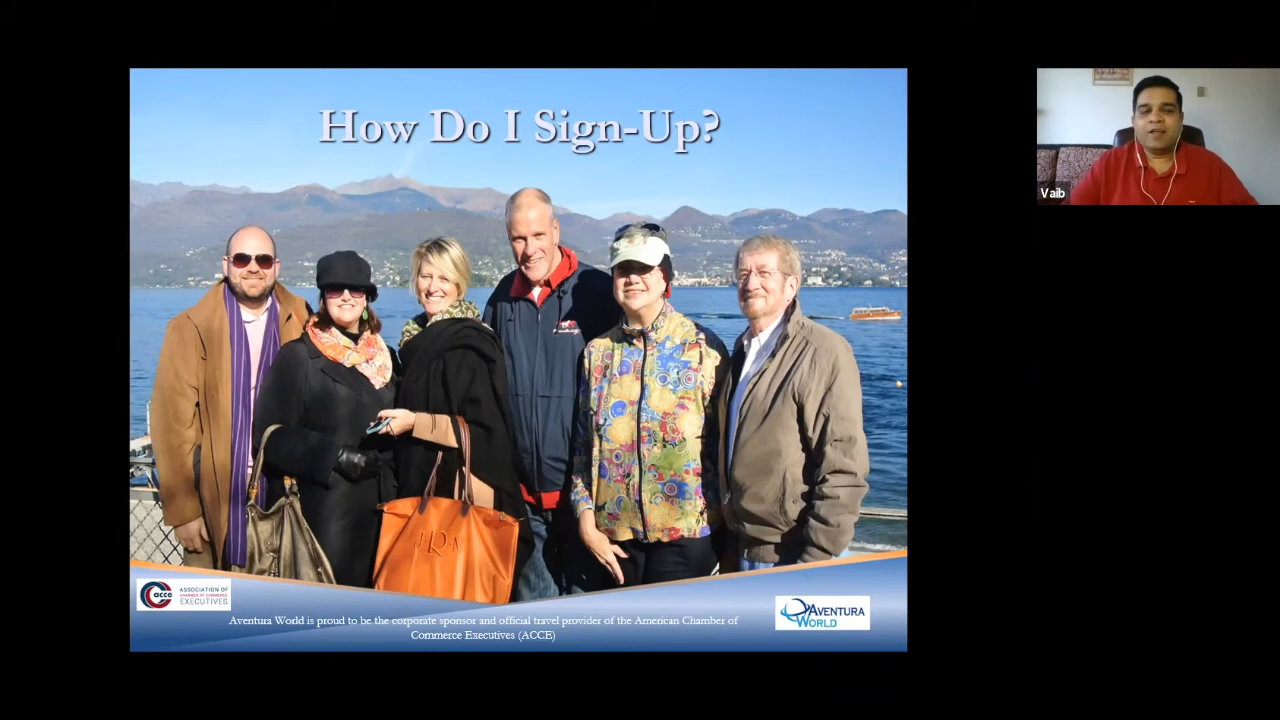 How Do I Sign-Up?
Vaib
acce
ASSOCIATION OF
CHAMBER OF COMMERCE
EXECUTIVES
Aventura World is proud to be the corporate sponsor and official travel provider of the American Chamber of
Commerce Executives (ACCE)
AVENTURA
WORLD